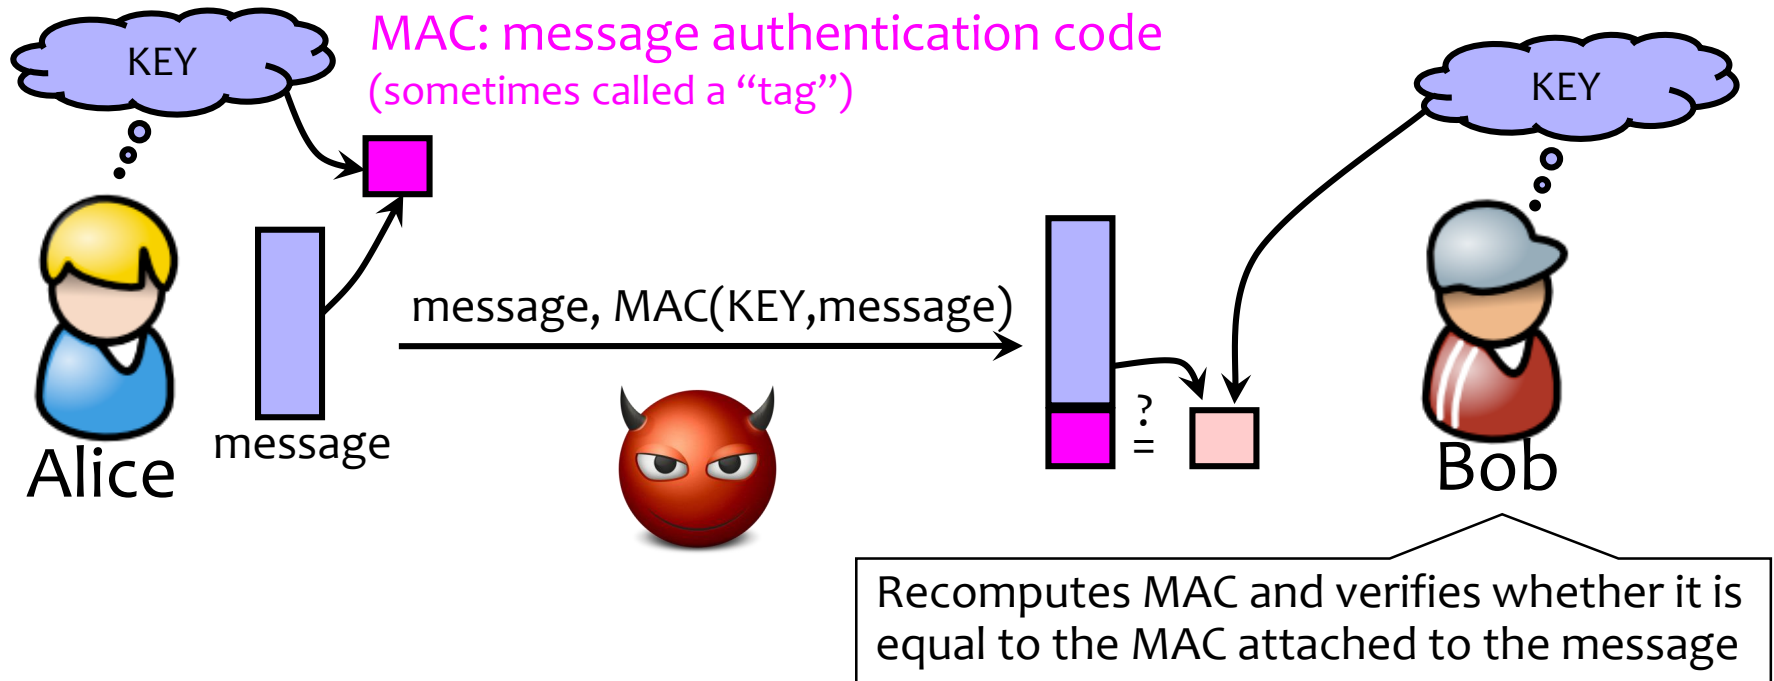 KEY
MAC: message authentication code
(sometimes called a “tag”)
KEY
message, MAC(KEY,message)
?
=
message
Alice
Bob
Recomputes MAC and verifies whether it is
equal to the MAC attached to the message